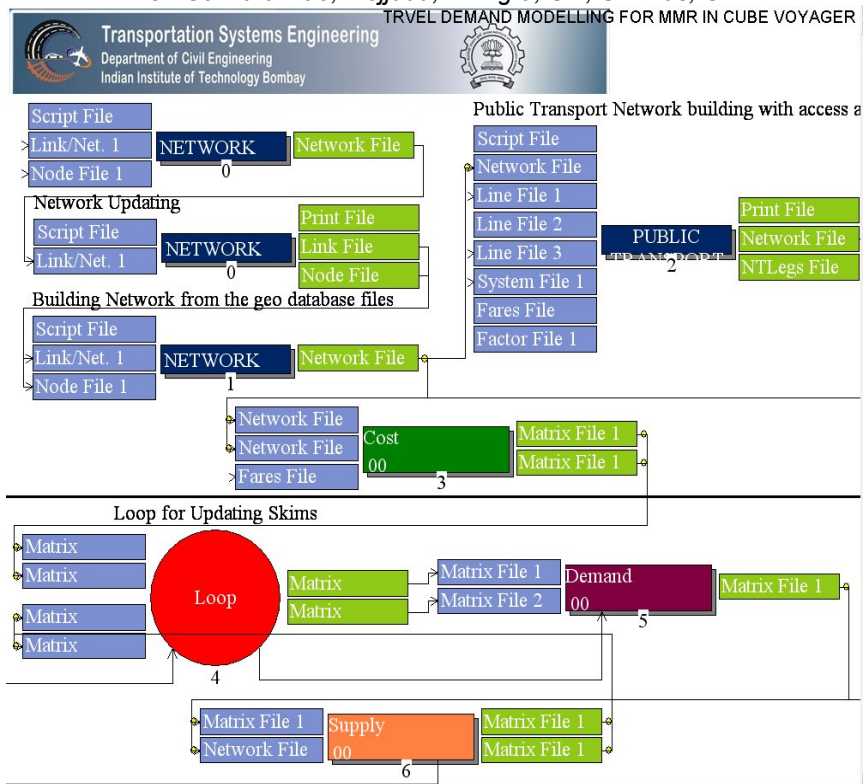 TRVEL DEMAND MODELLING FOR MMR IN CUBE VOYAGER
Transportation Systems Engineering
Department of Civil Engineering
Indian Institute of Technology Bombay
Script File
Link/Net. 1
Node File 1
NETWORK
0
Network File
Network Updating
Script File
Link/Net. 1
NETWORK
0
Print File
Link File
Node File
Building Network from the geo database files
Script File
Link/Net. 1
Node File 1
NETWORK
1
Network File
Public Transport Network building with access a
Script File
Network File
Line File 1
Line File 2
Line File 3
System File 1
Fares File
Factor File 1
PUBLIC
TRANSPORT
2
Print File
Network File
NTLegs File
Network File
Network File
Fares File
Cost
00
3
Matrix File 1
Matrix File 1
Loop for Updating Skims
Matrix
Matrix
Matrix
Matrix
Loop
4
Matrix
Matrix
Matrix File 1
Matrix File 2
Demand
00
5
Matrix File 1
Matrix File 1
Network File
Supply
00
6
Matrix File 1
Matrix File 1